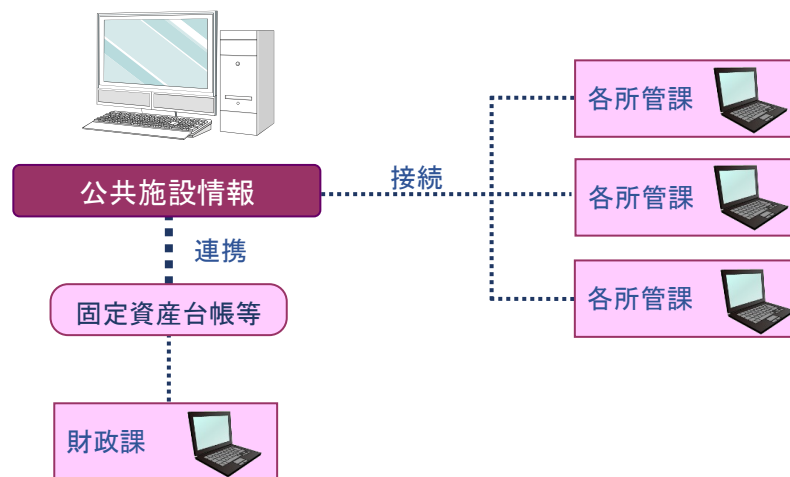 各所管課
公共施設情報
接続
各所管課
連携
各所管課
固定資産台帳等
財政課